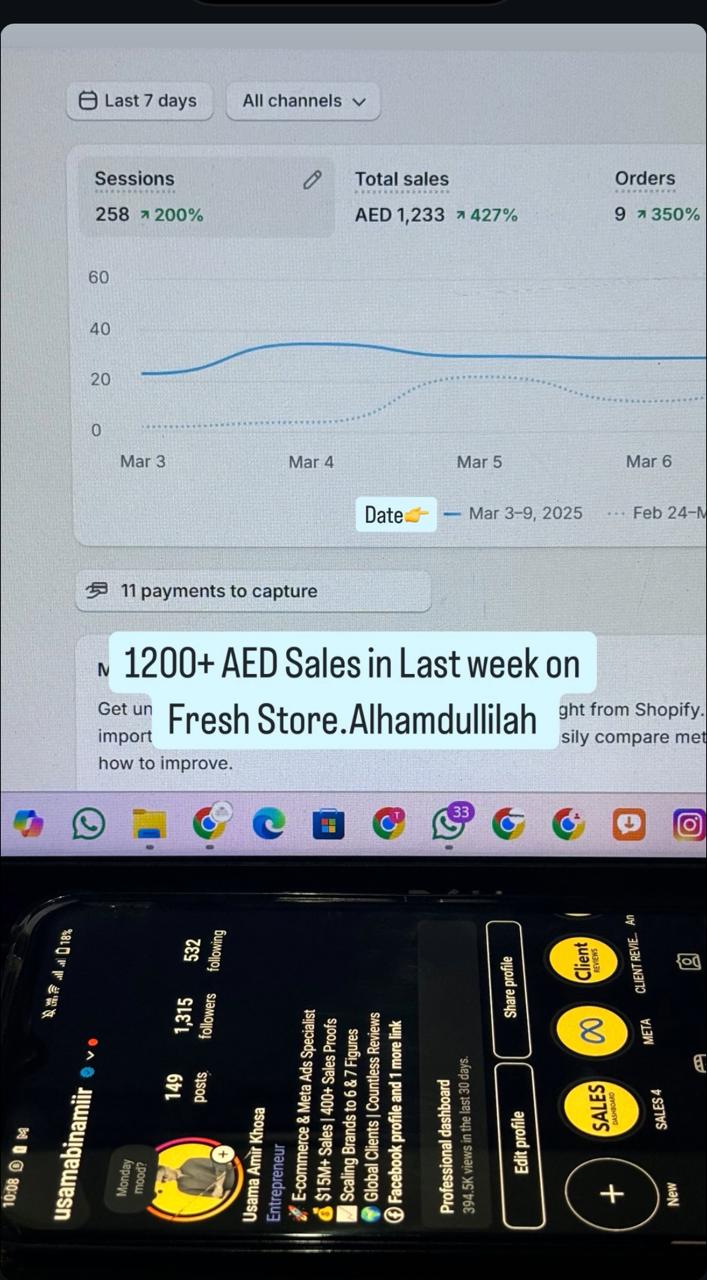 Last 7 days
All channels
Sessions
258 200%
Total sales
AED 1,233 427%
Orders
9 350%
60
40
20
0
Mar 3 Mar 4 Mar 5 Mar 6
Date👉 Mar 3–9, 2025 Feb 24–M
11 payments to capture
1200+ AED Sales in Last week on
Fresh Store.Alhamdullilah
M
Get un ght from Shopify.
import sily compare met
how to improve.
33
10:08
18%
usamabinamiir
Monday
mood?
149
posts
1,315
followers
532
following
Usama Amir Khosa
Entrepreneur
🚀 E-commerce & Meta Ads Specialist
💰 $15M+ Sales | 400+ Sales Proofs
📈 Scaling Brands to 6 & 7 Figures
🌍 Global Clients | Countless Reviews
Facebook profile and 1 more link
Professional dashboard
394.5K views in the last 30 days.
Edit profile
Share profile
New
SALES
DASHBOARD
SALES 4
META
Client
REVIEWS
CLIENT REVIE...
An